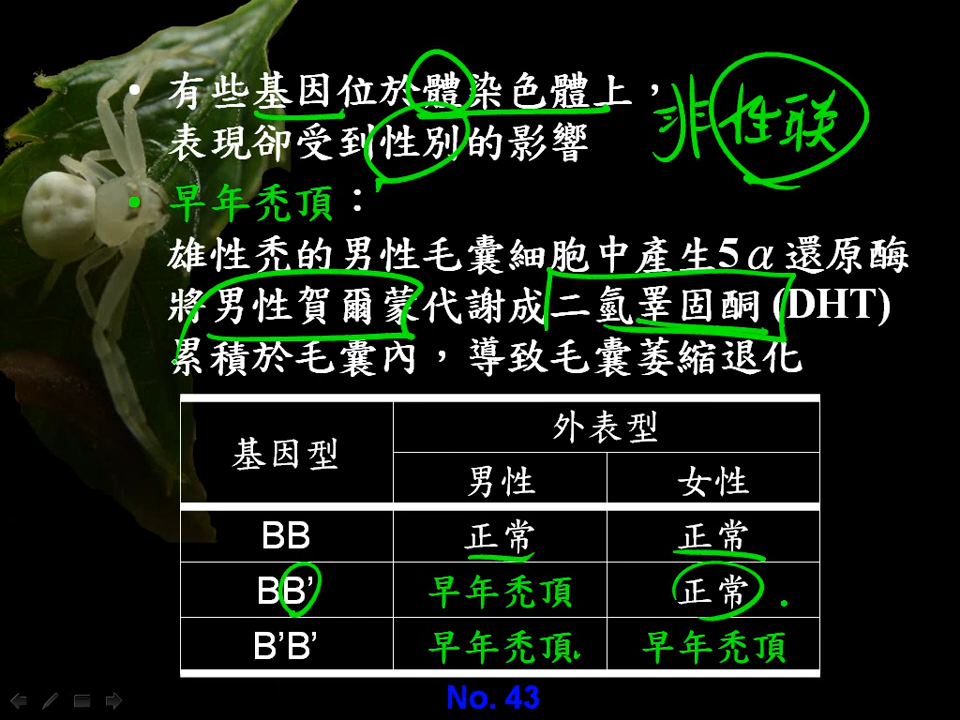 • 有些基因位於體染色體上，
表現卻受到性別的影響
非性联
• 早年禿頂：
雄性禿的男性毛囊細胞中產生5α還原酶
將男性賀爾蒙代謝成二氫睪固酮 (DHT)
累積於毛囊內，導致毛囊萎縮退化
基因型 外表型
男性 女性
BB 正常 正常
BB’ 早年禿頂 正常
B’B’ 早年禿頂 早年禿頂
No. 43